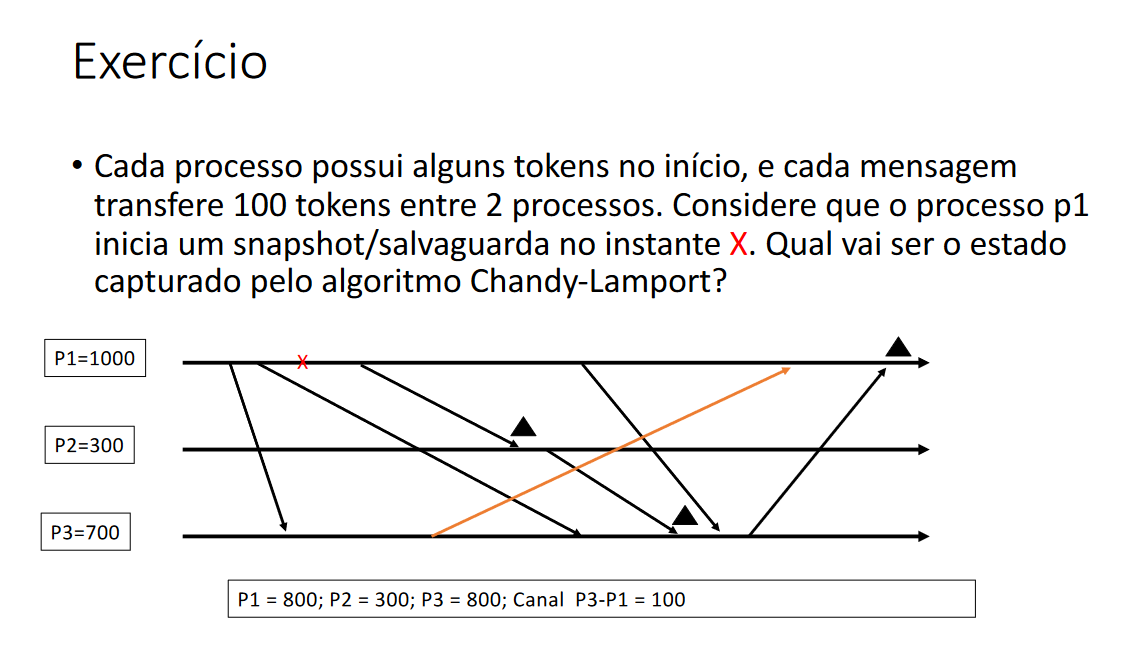 Exercício
• Cada processo possui alguns tokens no início, e cada mensagem
transfere 100 tokens entre 2 processos. Considere que o processo p1
inicia um snapshot/salvaguarda no instante X. Qual vai ser o estado
capturado pelo algoritmo Chandy-Lamport?
P1=1000
X
P2=300
P3=700
P1 = 800; P2 = 300; P3 = 800; Canal P3-P1 = 100